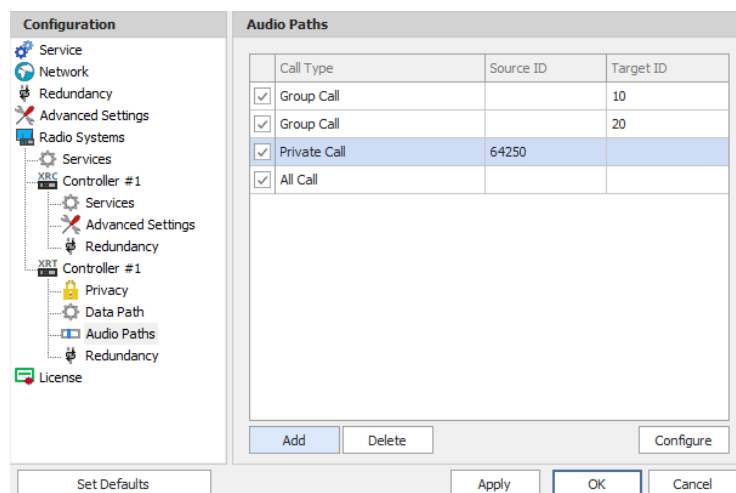 Configuration
Service
Network
Redundancy
Advanced Settings
Radio Systems
Services
XRC Controller #1
Services
Advanced Settings
Redundancy
XRT Controller #1
Privacy
Data Path
Audio Paths
Redundancy
License
Audio Paths
Call Type Source ID Target ID
Group Call 10
Group Call 20
Private Call 64250
All Call
Add Delete Configure
Set Defaults Apply OK Cancel